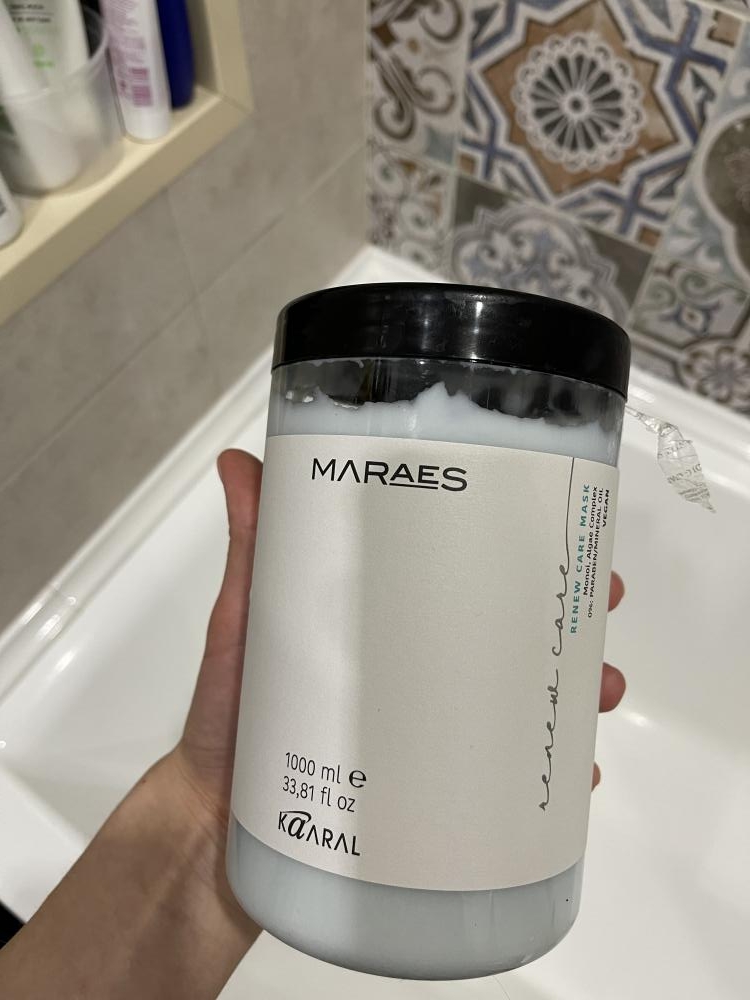 MARAES
renew care
RENEW CARE MASK
Monoi, Algae Complex
0%: PARABEN/MINERAL OIL
VEGAN
1000 ml e
33,81 fl oz
KAARAL